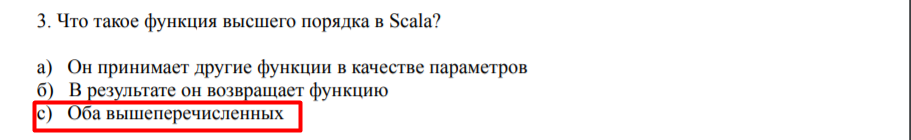 3. Что такое функция высшего порядка в Scala?
а) Он принимает другие функции в качестве параметров
б) В результате он возвращает функцию
с) Оба вышеперечисленных